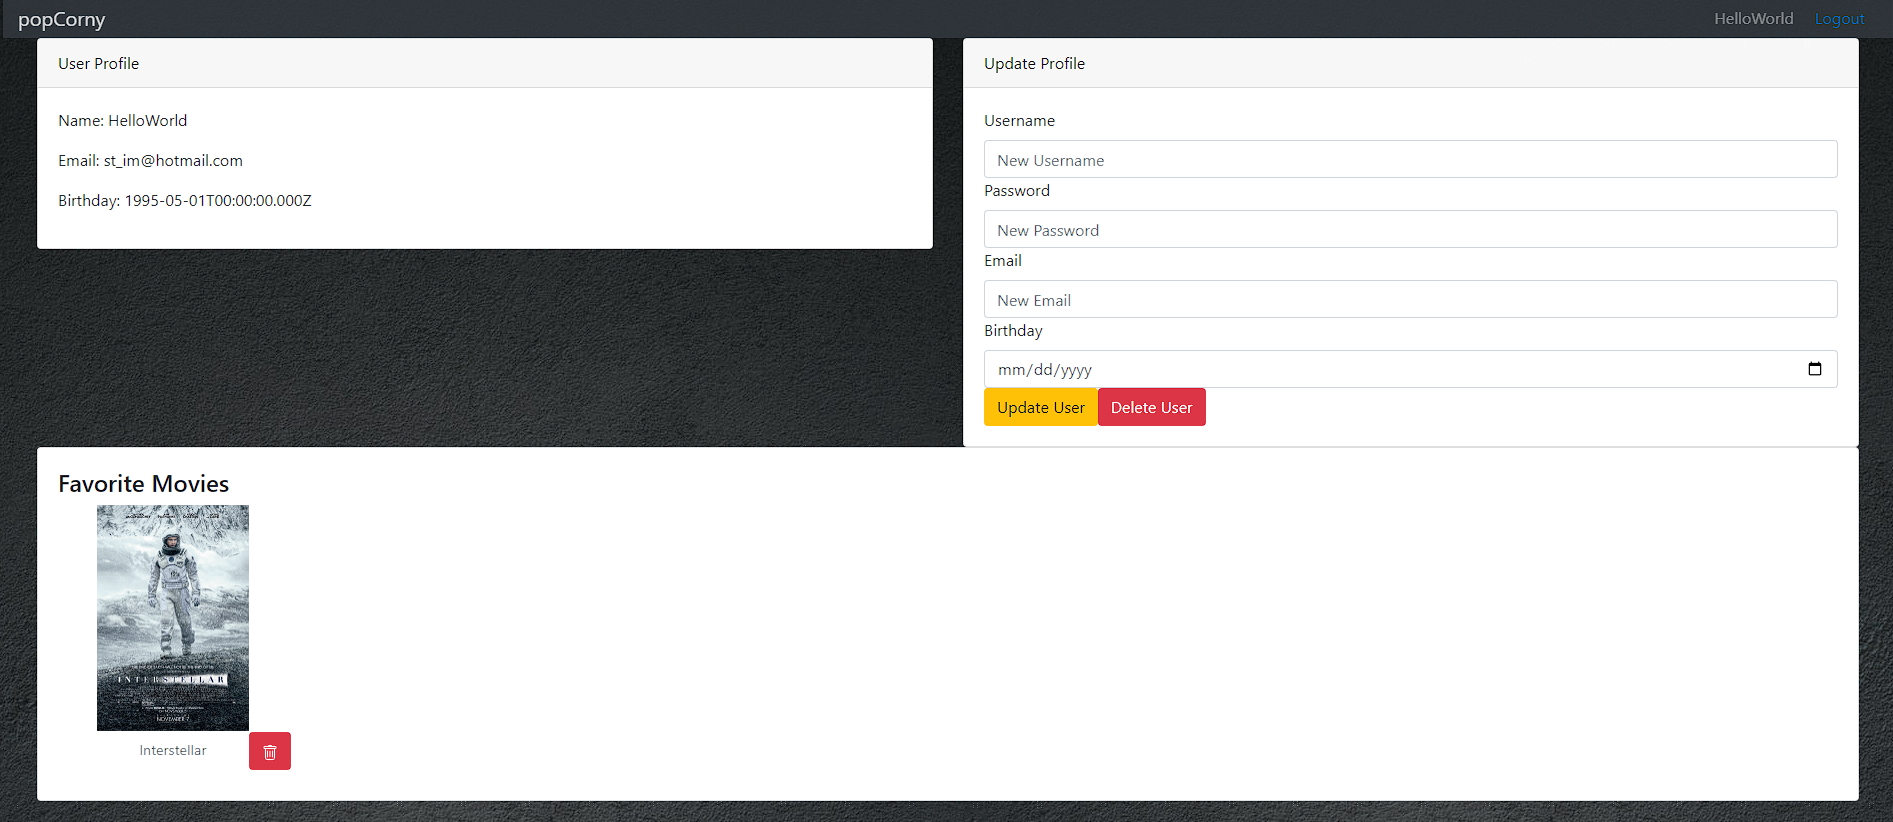 popCorny
HelloWorld Logout
User Profile
Name: HelloWorld
Email: st_im@hotmail.com
Birthday: 1995-05-01T00:00:00.000Z
Update Profile
Username
New Username
Password
New Password
Email
New Email
Birthday
mm/dd/yyyy
Update User Delete User
Favorite Movies
INTERSTELLAR
NOVEMBER 7
Interstellar